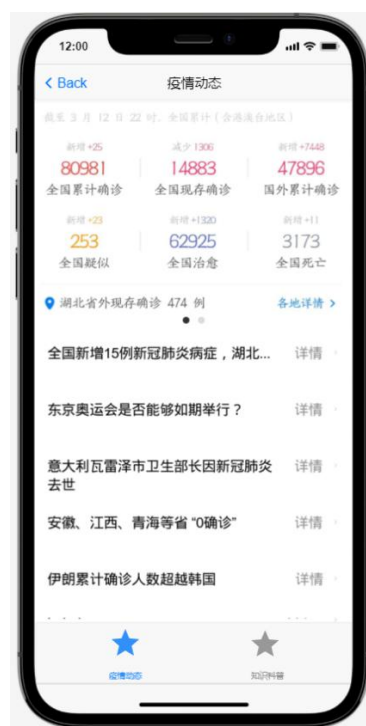 12:00
Back
疫情动态
截至 3 月 12 日 22 时，全国累计（含港澳台地区）
新增 +25 减少 1306 新增 +7448
80981 14883 47896
全国累计确诊 全国现存确诊 国外累计确诊
新增 +23 新增 +1320 新增 +11
253 62925 3173
全国疑似 全国治愈 全国死亡
湖北省外现存确诊 474 例 各地详情
全国新增15例新冠肺炎病症，湖北... 详情
东京奥运会是否能够如期举行？ 详情
意大利瓦雷泽市卫生部长因新冠肺炎 详情
去世
安徽、江西、青海等省 “0确诊” 详情
伊朗累计确诊人数超越韩国 详情
疫情动态 知识科普